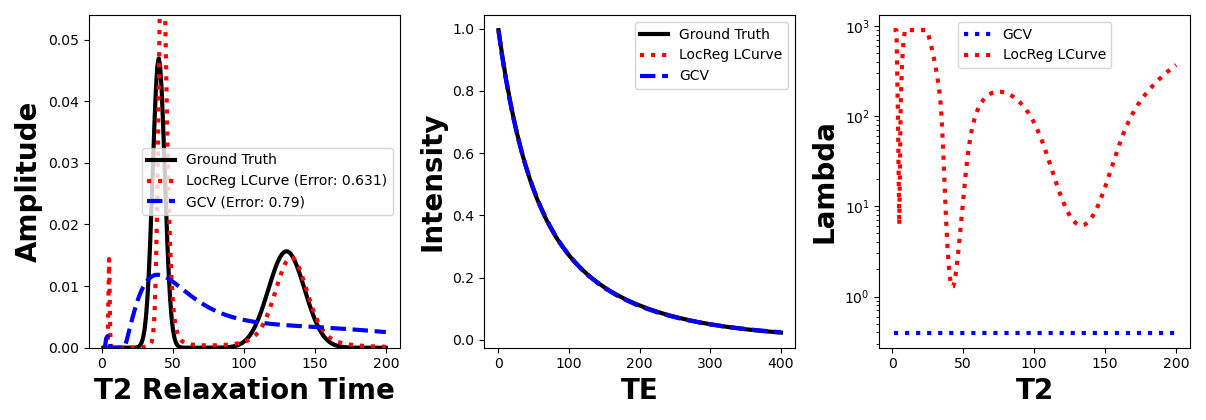 0.05
0.04
0.03
0.02
0.01
0.00
Amplitude
Ground Truth
LocReg LCurve (Error: 0.631)
GCV (Error: 0.79)
0 50 100 150 200
T2 Relaxation Time
1.0
0.8
0.6
0.4
0.2
0.0
Intensity
Ground Truth
LocReg LCurve
GCV
0 100 200 300 400
TE
10³
10²
10¹
10⁰
Lambda
GCV
LocReg LCurve
0 50 100 150 200
T2